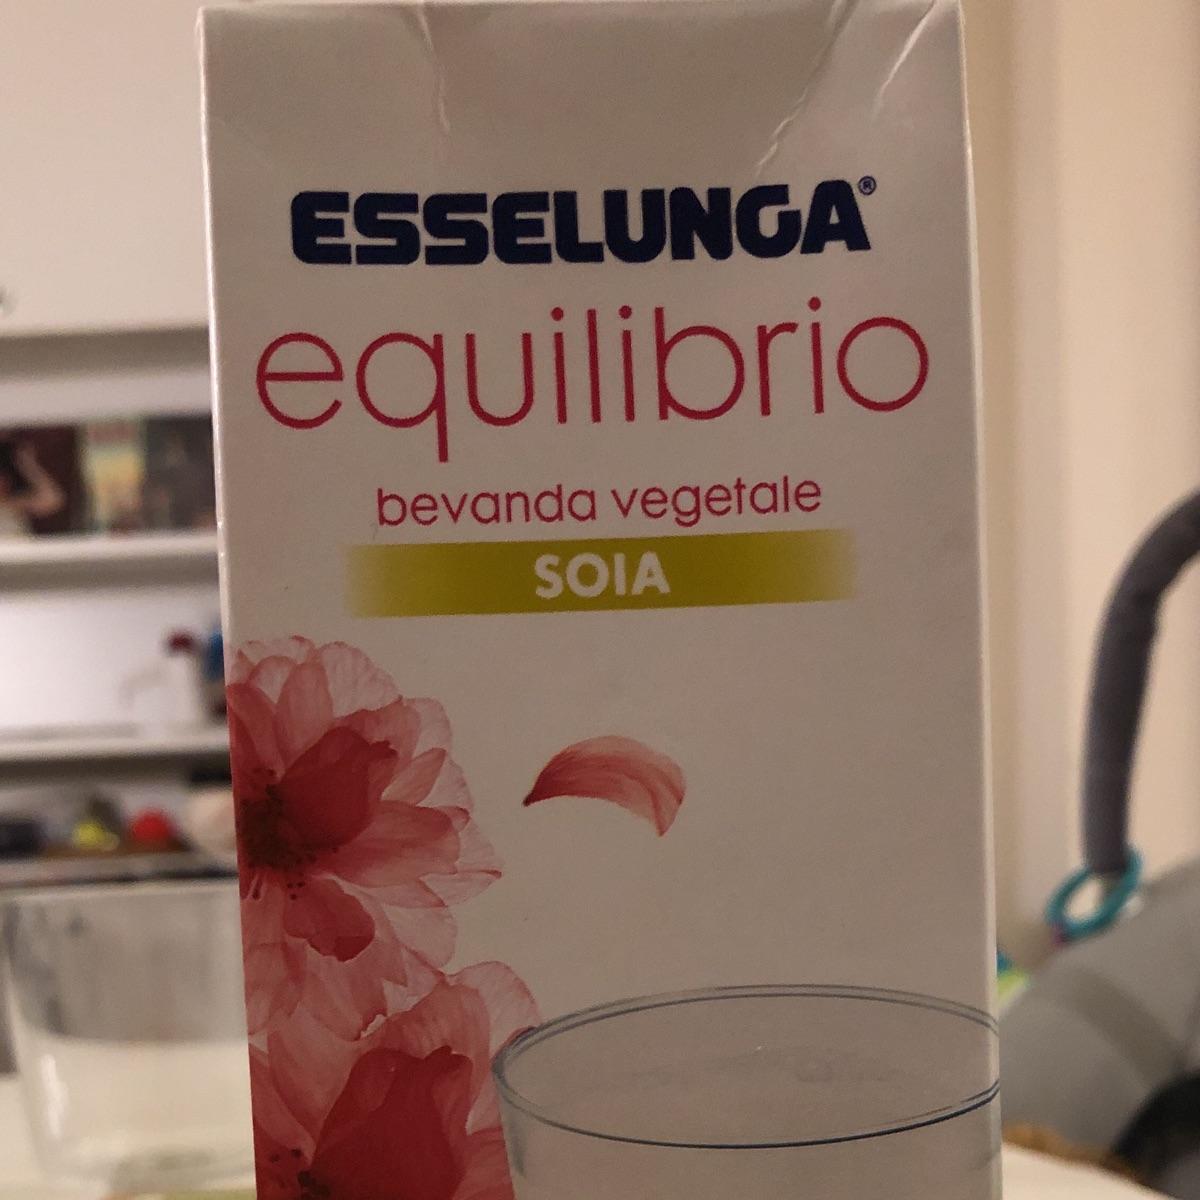 ESSELUNGA®
equilibrio
bevanda vegetale
SOIA